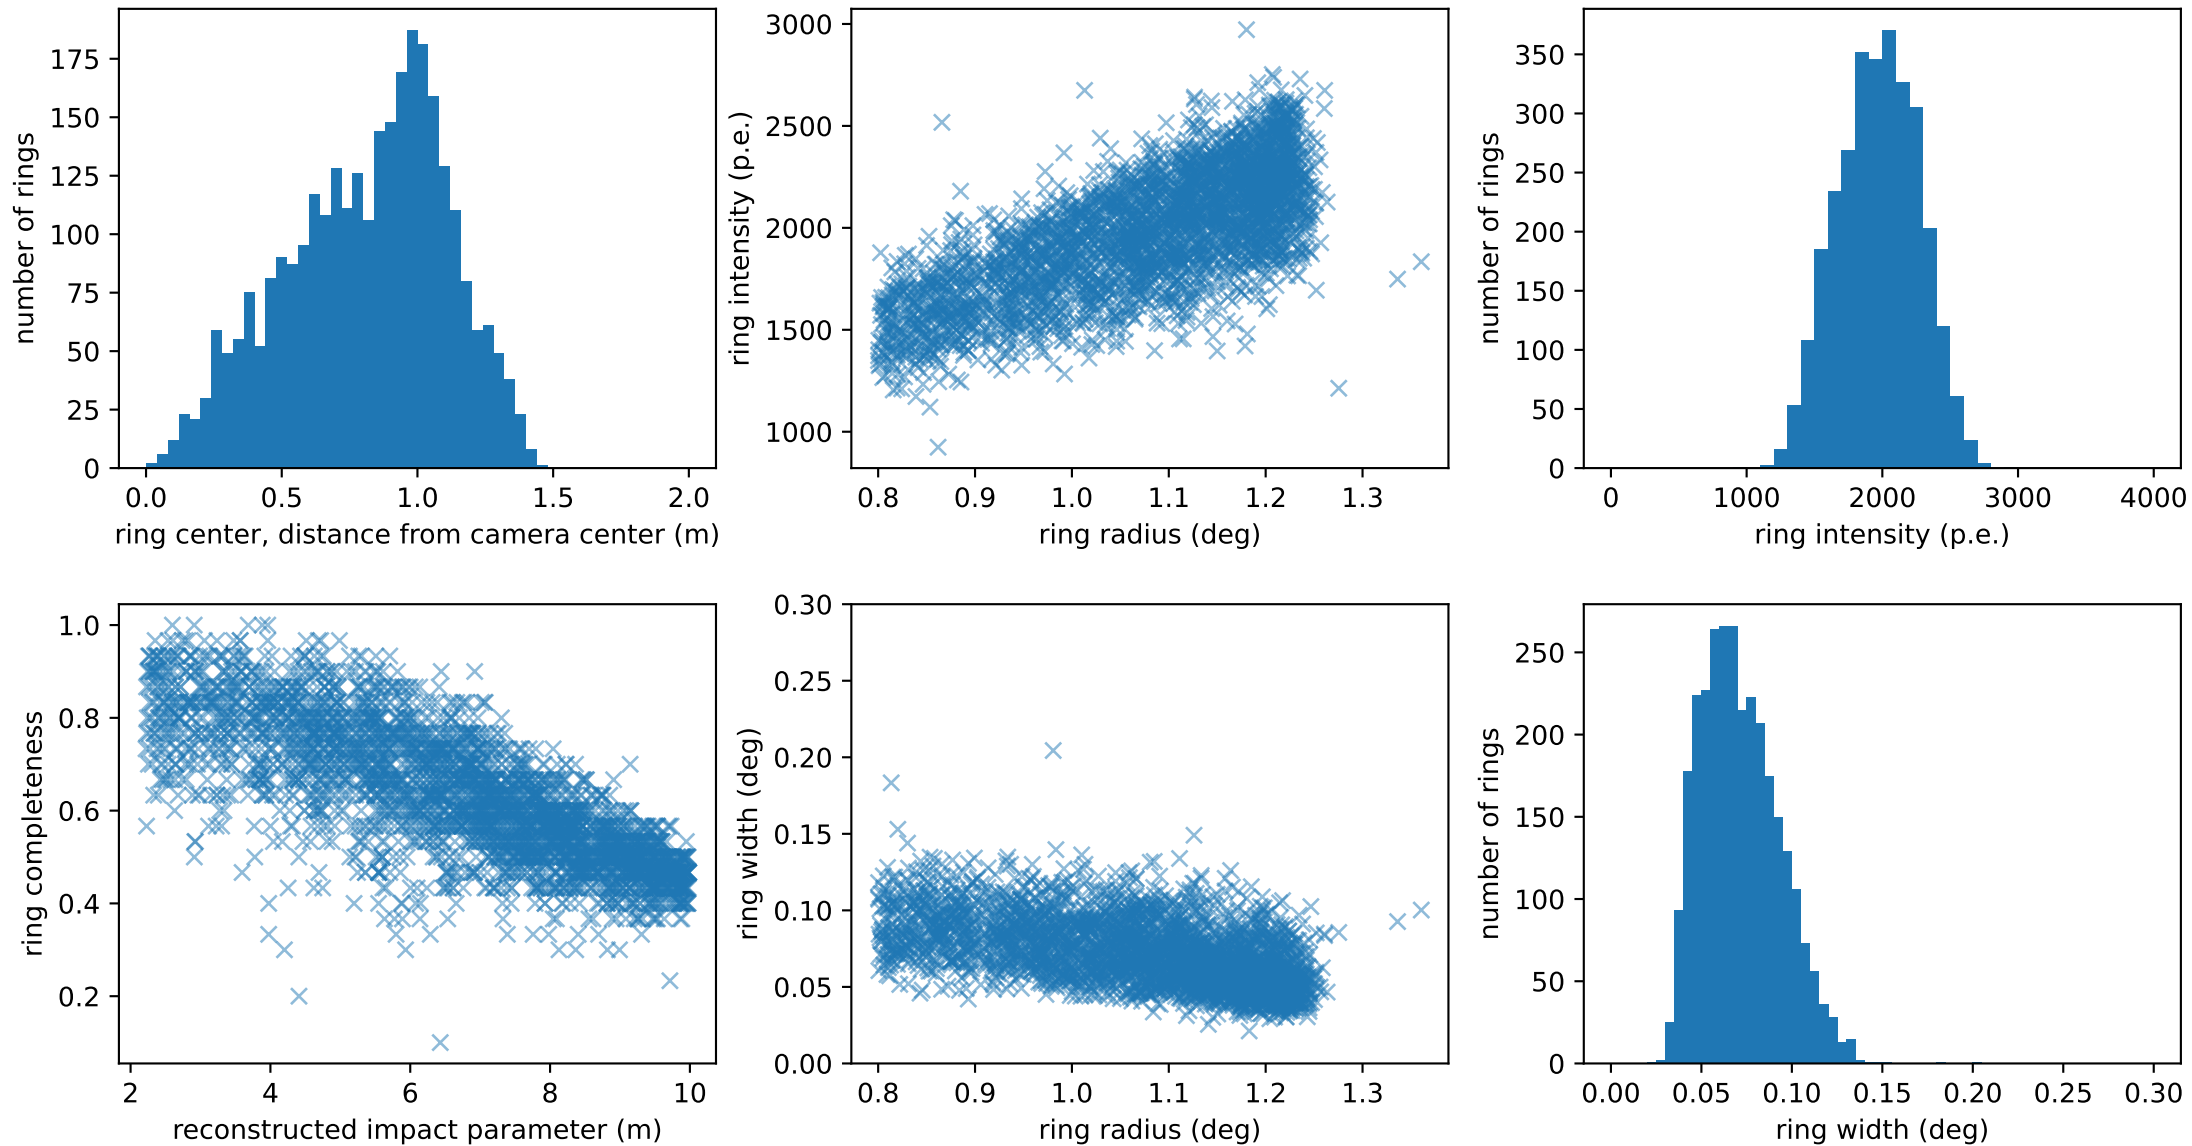 number of rings
175
150
125
100
75
50
25
0
0.0 0.5 1.0 1.5 2.0
ring center, distance from camera center (m)
ring intensity (p.e.)
3000
2500
2000
1500
1000
0.8 0.9 1.0 1.1 1.2 1.3
ring radius (deg)
number of rings
350
300
250
200
150
100
50
0
0 1000 2000 3000 4000
ring intensity (p.e.)
ring completeness
1.0
0.8
0.6
0.4
0.2
2 4 6 8 10
reconstructed impact parameter (m)
ring width (deg)
0.30
0.25
0.20
0.15
0.10
0.05
0.00
0.8 0.9 1.0 1.1 1.2 1.3
ring radius (deg)
number of rings
250
200
150
100
50
0
0.00 0.05 0.10 0.15 0.20 0.25 0.30
ring width (deg)